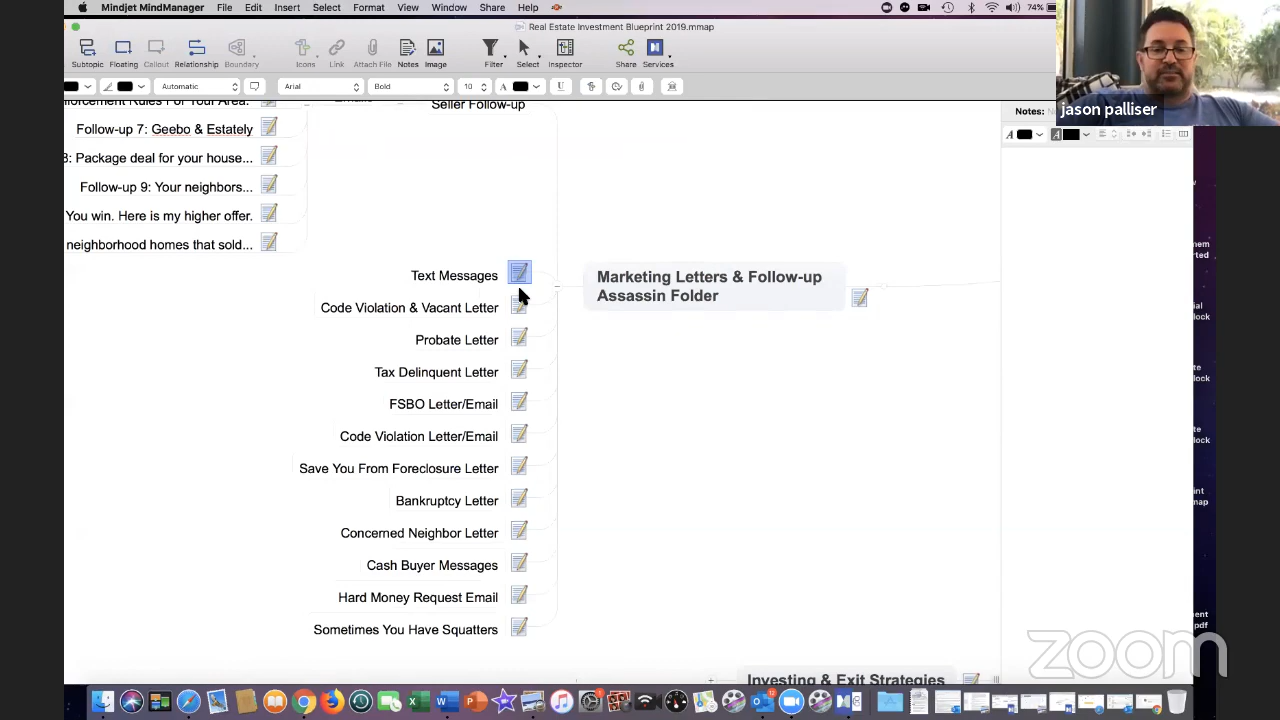 Mindjet MindManager File Edit Insert Select Format View Window Share Help 74%
Real Estate Investment Blueprint 2019.mmap
Subtopic Floating Callout Relationship Boundary Icons Link Attach File Notes Image Filter Select Inspector Share Services
Automatic Arial Bold 10 A U
jason palliser
Notes:
A A
nforcement Rules For Your Area.
Seller Follow-up
Follow-up 7: Geebo & Estately
3: Package deal for your house...
Follow-up 9: Your neighbors...
You win. Here is my higher offer.
neighborhood homes that sold...
Text Messages
Marketing Letters & Follow-up
Assassin Folder
Code Violation & Vacant Letter
Probate Letter
Tax Delinquent Letter
FSBO Letter/Email
Code Violation Letter/Email
Save You From Foreclosure Letter
Bankruptcy Letter
Concerned Neighbor Letter
Cash Buyer Messages
Hard Money Request Email
Sometimes You Have Squatters
Investing & Exit Strategies
zoom